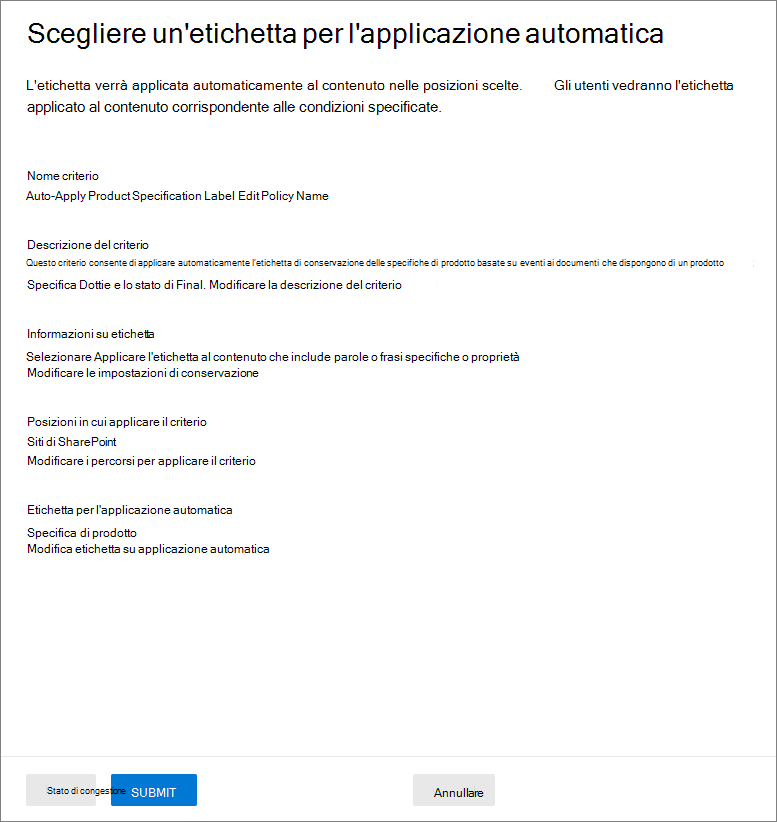 Scegliere un'etichetta per l'applicazione automatica
L'etichetta verrà applicata automaticamente al contenuto nelle posizioni scelte. Gli utenti vedranno l'etichetta
applicato al contenuto corrispondente alle condizioni specificate.
Nome criterio
Auto-Apply Product Specification Label Edit Policy Name
Descrizione del criterio
Questo criterio consente di applicare automaticamente l'etichetta di conservazione delle specifiche di prodotto basate su eventi ai documenti che dispongono di un prodotto
Specifica Dottie e lo stato di Final. Modificare la descrizione del criterio
Informazioni su etichetta
Selezionare Applicare l'etichetta al contenuto che include parole o frasi specifiche o proprietà
Modificare le impostazioni di conservazione
Posizioni in cui applicare il criterio
Siti di SharePoint
Modificare i percorsi per applicare il criterio
Etichetta per l'applicazione automatica
Specifica di prodotto
Modifica etichetta su applicazione automatica
Stato di congestione SUBMIT Annullare